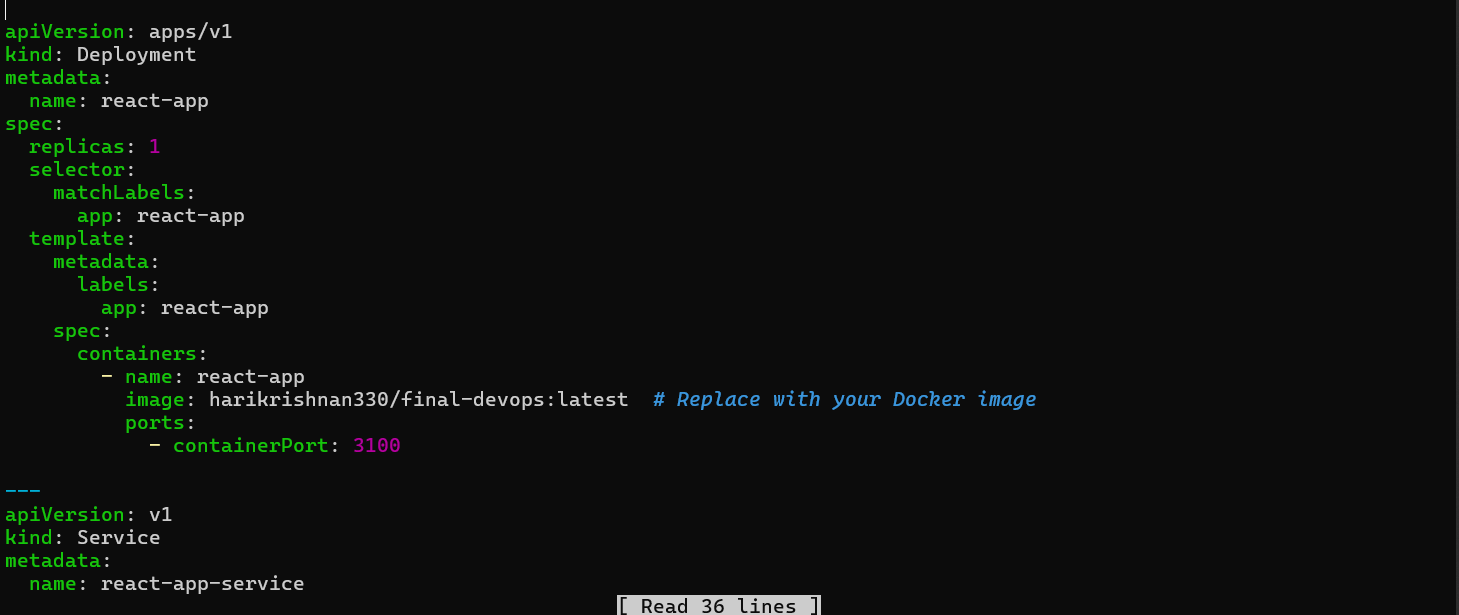 apiVersion: apps/v1
kind: Deployment
metadata:
  name: react-app
spec:
  replicas: 1
  selector:
    matchLabels:
      app: react-app
  template:
    metadata:
      labels:
        app: react-app
    spec:
      containers:
        - name: react-app
          image: harikrishnan330/final-devops:latest  # Replace with your Docker image
          ports:
            - containerPort: 3100

---
apiVersion: v1
kind: Service
metadata:
  name: react-app-service
[ Read 36 lines ]